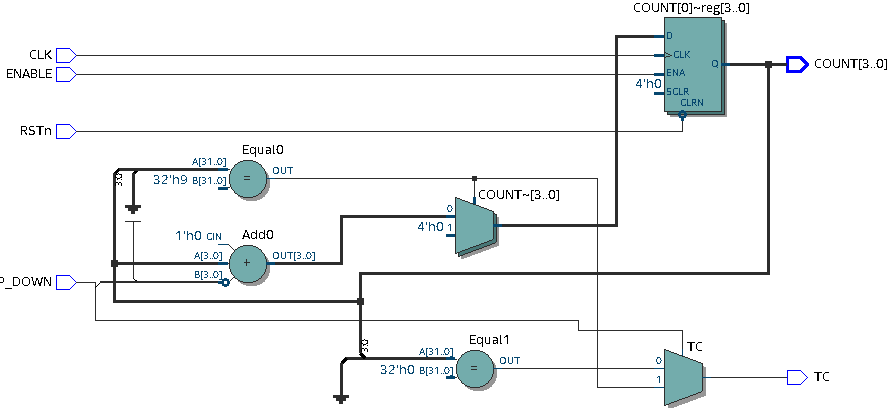 COUNT[0]~reg[3..0]
D
CLK
>CLK
ENABLE
ENA
Q
COUNT[3..0]
4'h0
SCLR
CLRN
RSTn
Equal0
A[31..0]
OUT
3:0
=
32'h9 B[31..0]
COUNT~[3..0]
0
4'h0 1
Add0
1'h0 CIN
A[3..0]
+
OUT[3..0]
B[3..0]
P_DOWN
3:0
Equal1
TC
A[31..0]
OUT
0
=
32'h0 B[31..0]
1
TC